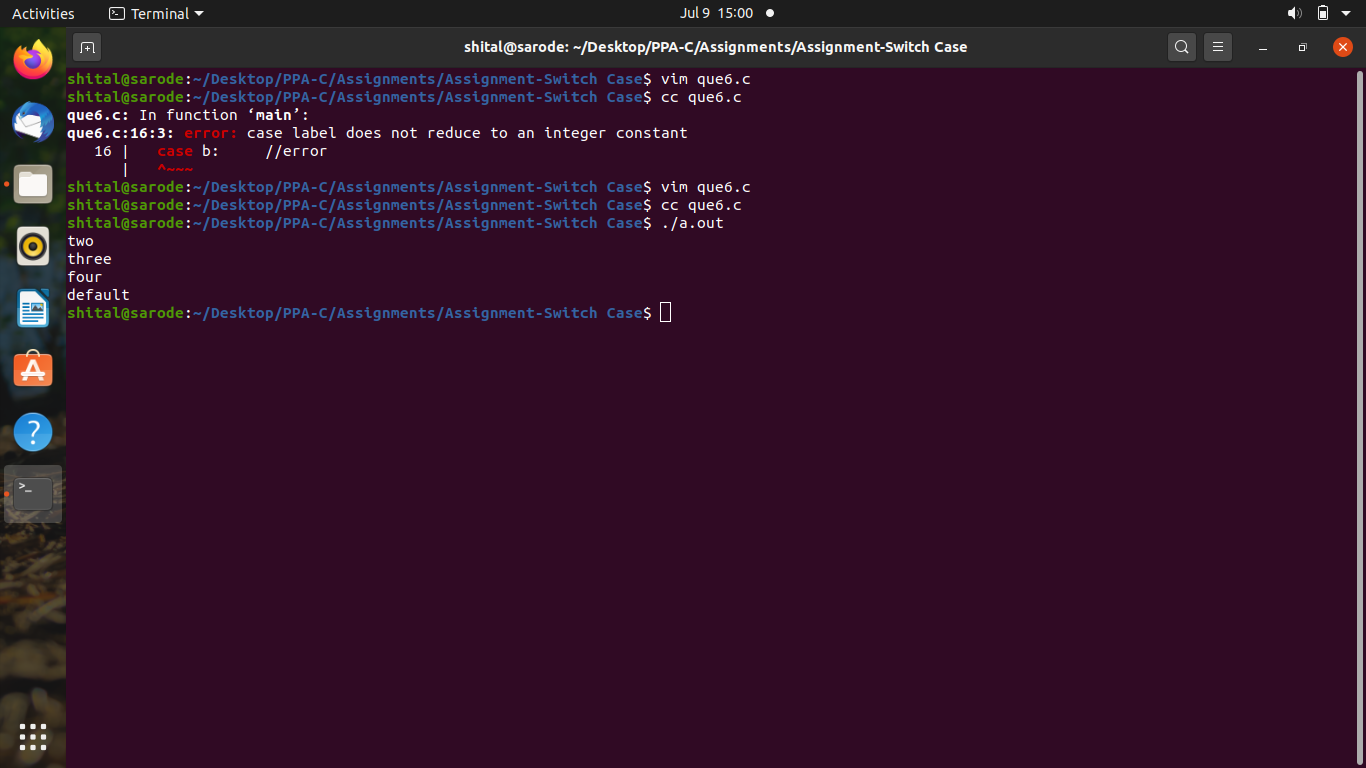 Activities
Terminal
Jul 9 15:00
shital@sarode: ~/Desktop/PPA-C/Assignments/Assignment-Switch Case
shital@sarode:~/Desktop/PPA-C/Assignments/Assignment-Switch Case$ vim que6.c
shital@sarode:~/Desktop/PPA-C/Assignments/Assignment-Switch Case$ cc que6.c
que6.c: In function ‘main’:
que6.c:16:3: error: case label does not reduce to an integer constant
   16 |   case b:     //error
      |   ^~~~
shital@sarode:~/Desktop/PPA-C/Assignments/Assignment-Switch Case$ vim que6.c
shital@sarode:~/Desktop/PPA-C/Assignments/Assignment-Switch Case$ cc que6.c
shital@sarode:~/Desktop/PPA-C/Assignments/Assignment-Switch Case$ ./a.out
two
three
four
default
shital@sarode:~/Desktop/PPA-C/Assignments/Assignment-Switch Case$